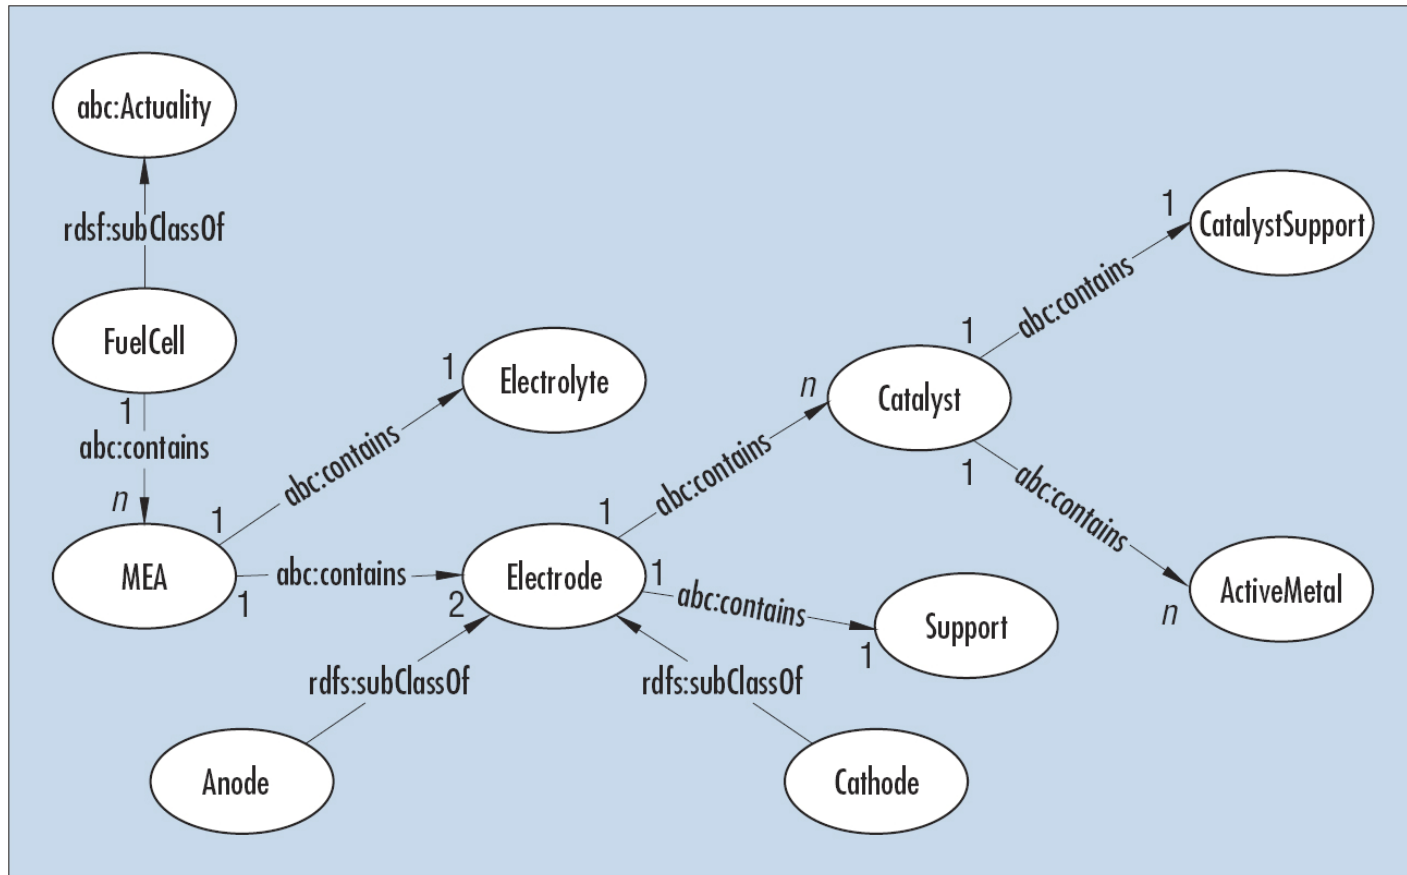 abc:Actuality
rdsf:subClassOf
FuelCell
1
abc:contains
n
MEA
1
abc:contains
1
Electrolyte
1
abc:contains
2
Electrode
1
abc:contains
n
Catalyst
1
abc:contains
1
CatalystSupport
1
abc:contains
n
ActiveMetal
1
abc:contains
1
Support
rdfs:subClassOf
rdfs:subClassOf
Anode
Cathode